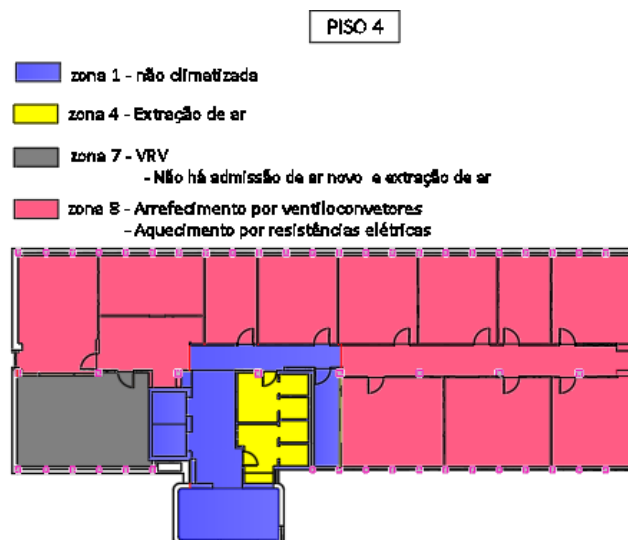 PISO 4
zona 1 - não climatizada
zona 4 - Extração de ar
zona 7 - VRV
- Não há admissão de ar novo e extração de ar
zona 8 - Arrefecimento por ventiloconvetores
- Aquecimento por resistências elétricas